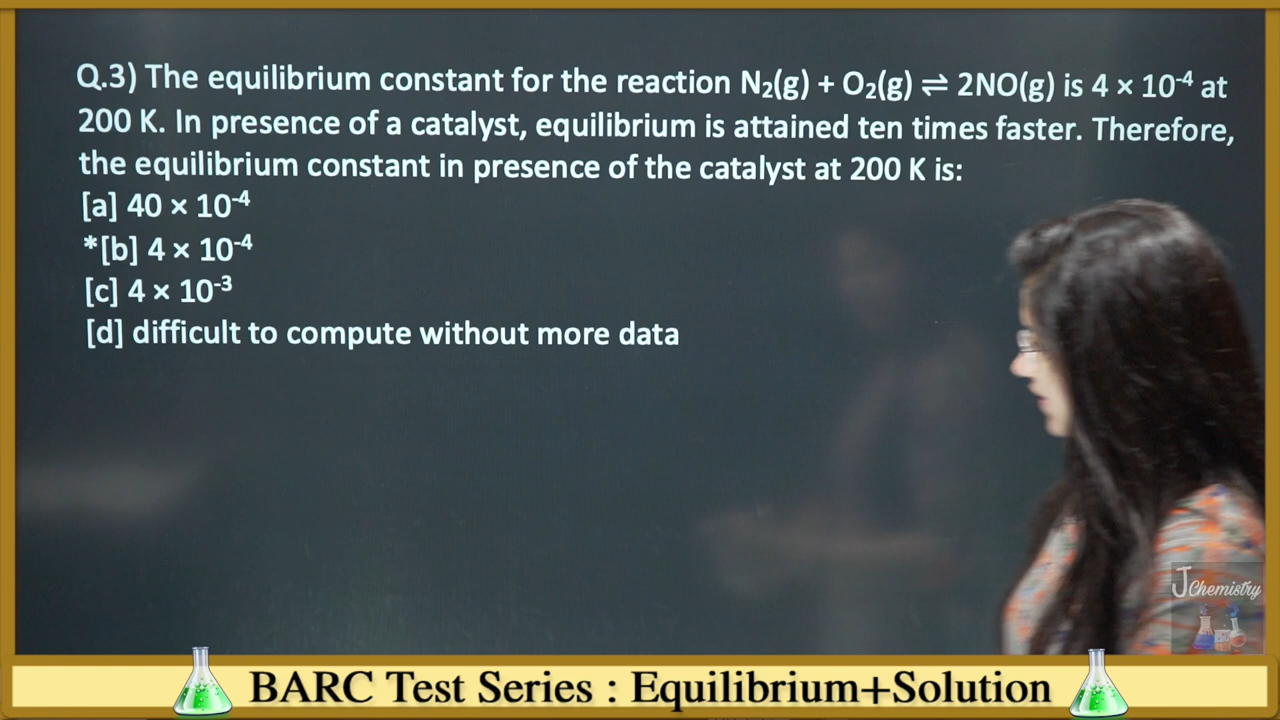 Q.3) The equilibrium constant for the reaction N₂(g) + O₂(g) ⇌ 2NO(g) is 4 × 10⁻⁴ at
200 K. In presence of a catalyst, equilibrium is attained ten times faster. Therefore,
the equilibrium constant in presence of the catalyst at 200 K is:
[a] 40 × 10⁻⁴
*[b] 4 × 10⁻⁴
[c] 4 × 10⁻³
[d] difficult to compute without more data
J Chemistry
BARC Test Series : Equilibrium+Solution